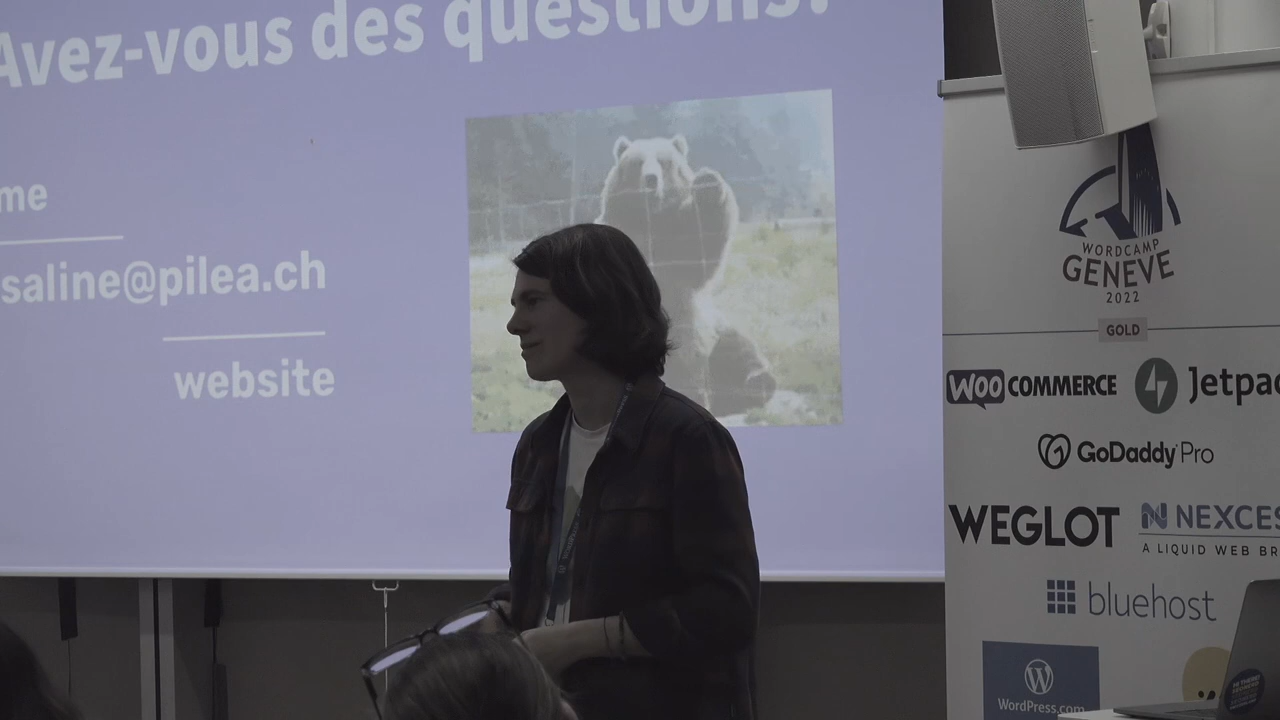 Avez-vous des questions?
me
saline@pilea.ch
website
WORDCAMP
GENEVE
2022
GOLD
WOO COMMERCE
Jetpac
GoDaddy Pro
WEGLOT
NEXCES
A LIQUID WEB BR
bluehost
WordPress.com